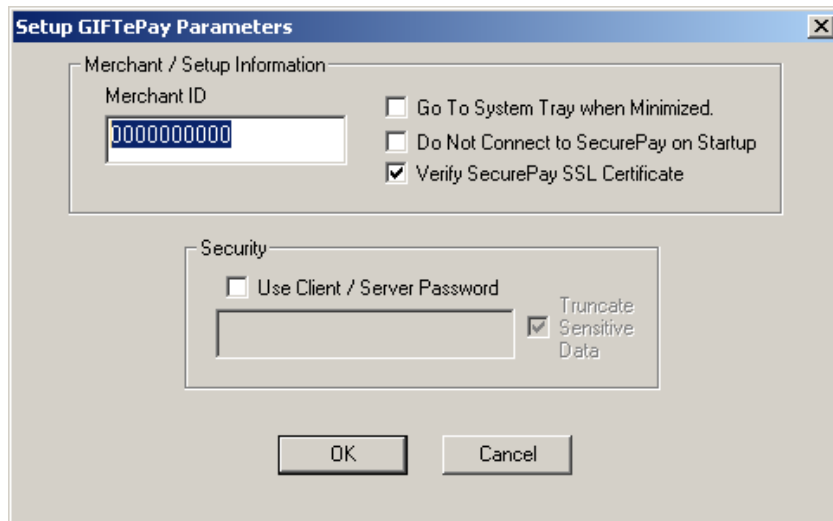 Setup GIFTePay Parameters
Merchant / Setup Information
Merchant ID
0000000000
Go To System Tray when Minimized.
Do Not Connect to SecurePay on Startup
Verify SecurePay SSL Certificate
Security
Use Client / Server Password
Truncate
Sensitive
Data
OK
Cancel